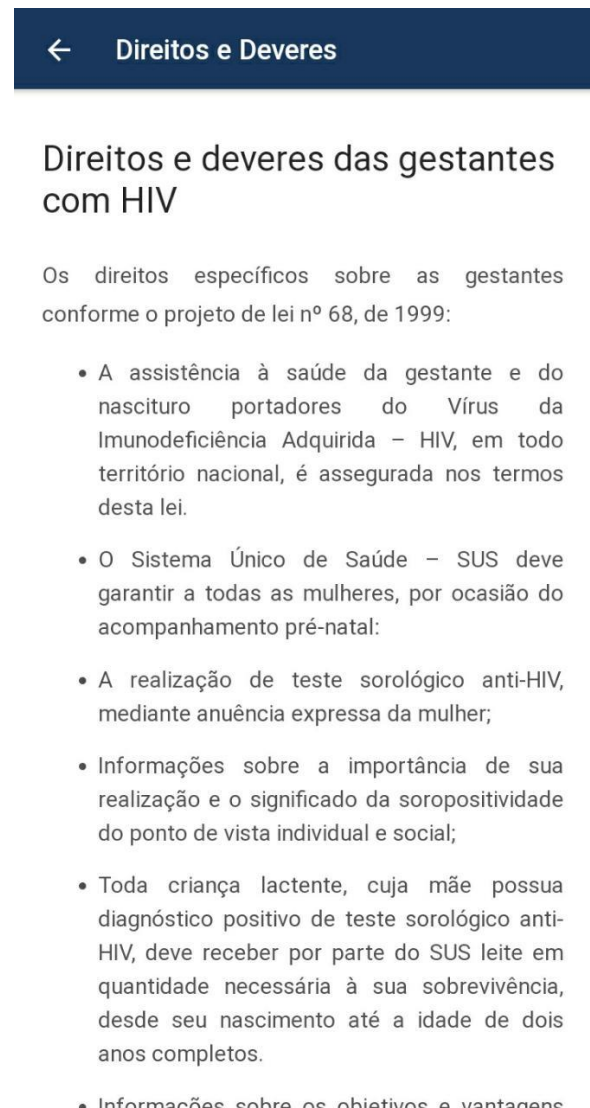 ← Direitos e Deveres
Direitos e deveres das gestantes
com HIV
Os direitos específicos sobre as gestantes
conforme o projeto de lei nº 68, de 1999:
• A assistência à saúde da gestante e do
nascituro portadores do Vírus da
Imunodeficiência Adquirida – HIV, em todo
território nacional, é assegurada nos termos
desta lei.
• O Sistema Único de Saúde – SUS deve
garantir a todas as mulheres, por ocasião do
acompanhamento pré-natal:
• A realização de teste sorológico anti-HIV,
mediante anuência expressa da mulher;
• Informações sobre a importância de sua
realização e o significado da soropositividade
do ponto de vista individual e social;
• Toda criança lactente, cuja mãe possua
diagnóstico positivo de teste sorológico anti-
HIV, deve receber por parte do SUS leite em
quantidade necessária à sua sobrevivência,
desde seu nascimento até a idade de dois
anos completos.
• Informações sobre os objetivos e vantagens